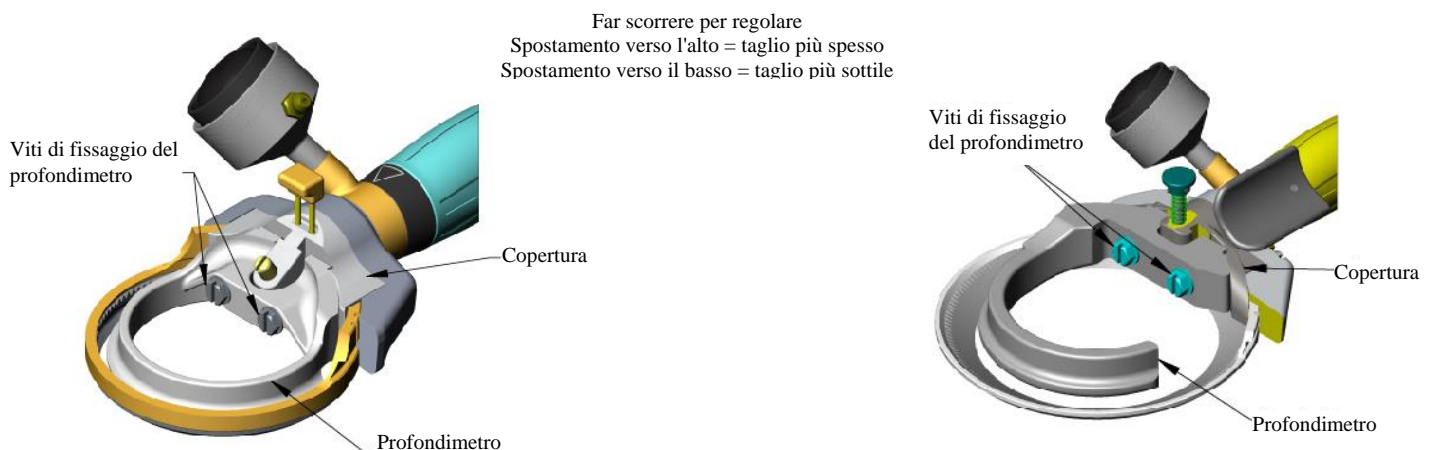 Far scorrere per regolare
Spostamento verso l'alto = taglio più spesso
Spostamento verso il basso = taglio più sottile
Viti di fissaggio del
profondimetro
Copertura
Profondimetro
Viti di fissaggio
del profondimetro
Copertura
Profondimetro